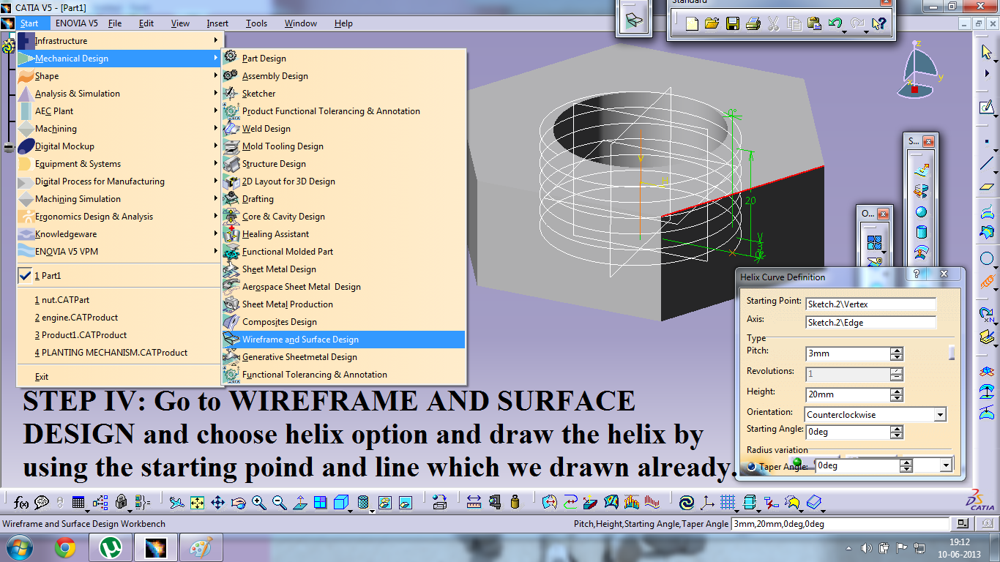 CATIA V5 - [Part1]
Standard
Start ENOVIA V5 File Edit View Insert Tools Window Help
Infrastructure
Mechanical Design
Shape
Analysis & Simulation
AEC Plant
Machining
Digital Mockup
Equipment & Systems
Digital Process for Manufacturing
Machining Simulation
Ergonomics Design & Analysis
Knowledgeware
ENOVIA V5 VPM
1 Part1
1 nut.CATPart
2 engine.CATProduct
3 Product1.CATProduct
4 PLANTING MECHANISM.CATProduct
Exit
Part Design
Assembly Design
Sketcher
Product Functional Tolerancing & Annotation
Weld Design
Mold Tooling Design
Structure Design
2D Layout for 3D Design
Drafting
Core & Cavity Design
Healing Assistant
Functional Molded Part
Sheet Metal Design
Aerospace Sheet Metal Design
Sheet Metal Production
Composites Design
Wireframe and Surface Design
Generative Sheetmetal Design
Functional Tolerancing & Annotation
z
y
x
V
20
S...
O...
Helix Curve Definition
Starting Point: Sketch.2\Vertex
Axis: Sketch.2\Edge
Type
Pitch: 3mm
Revolutions: 1
Height: 20mm
Orientation: Counterclockwise
Starting Angle: 0deg
Radius variation
Taper Angle: 0deg
STEP IV: Go to WIREFRAME AND SURFACE
DESIGN and choose helix option and draw the helix by
using the starting poind and line which we drawn already.
f(x)
DS CATIA
Wireframe and Surface Design Workbench
Pitch,Height,Starting Angle,Taper Angle 3mm,20mm,0deg,0deg
19:12
10-06-2013